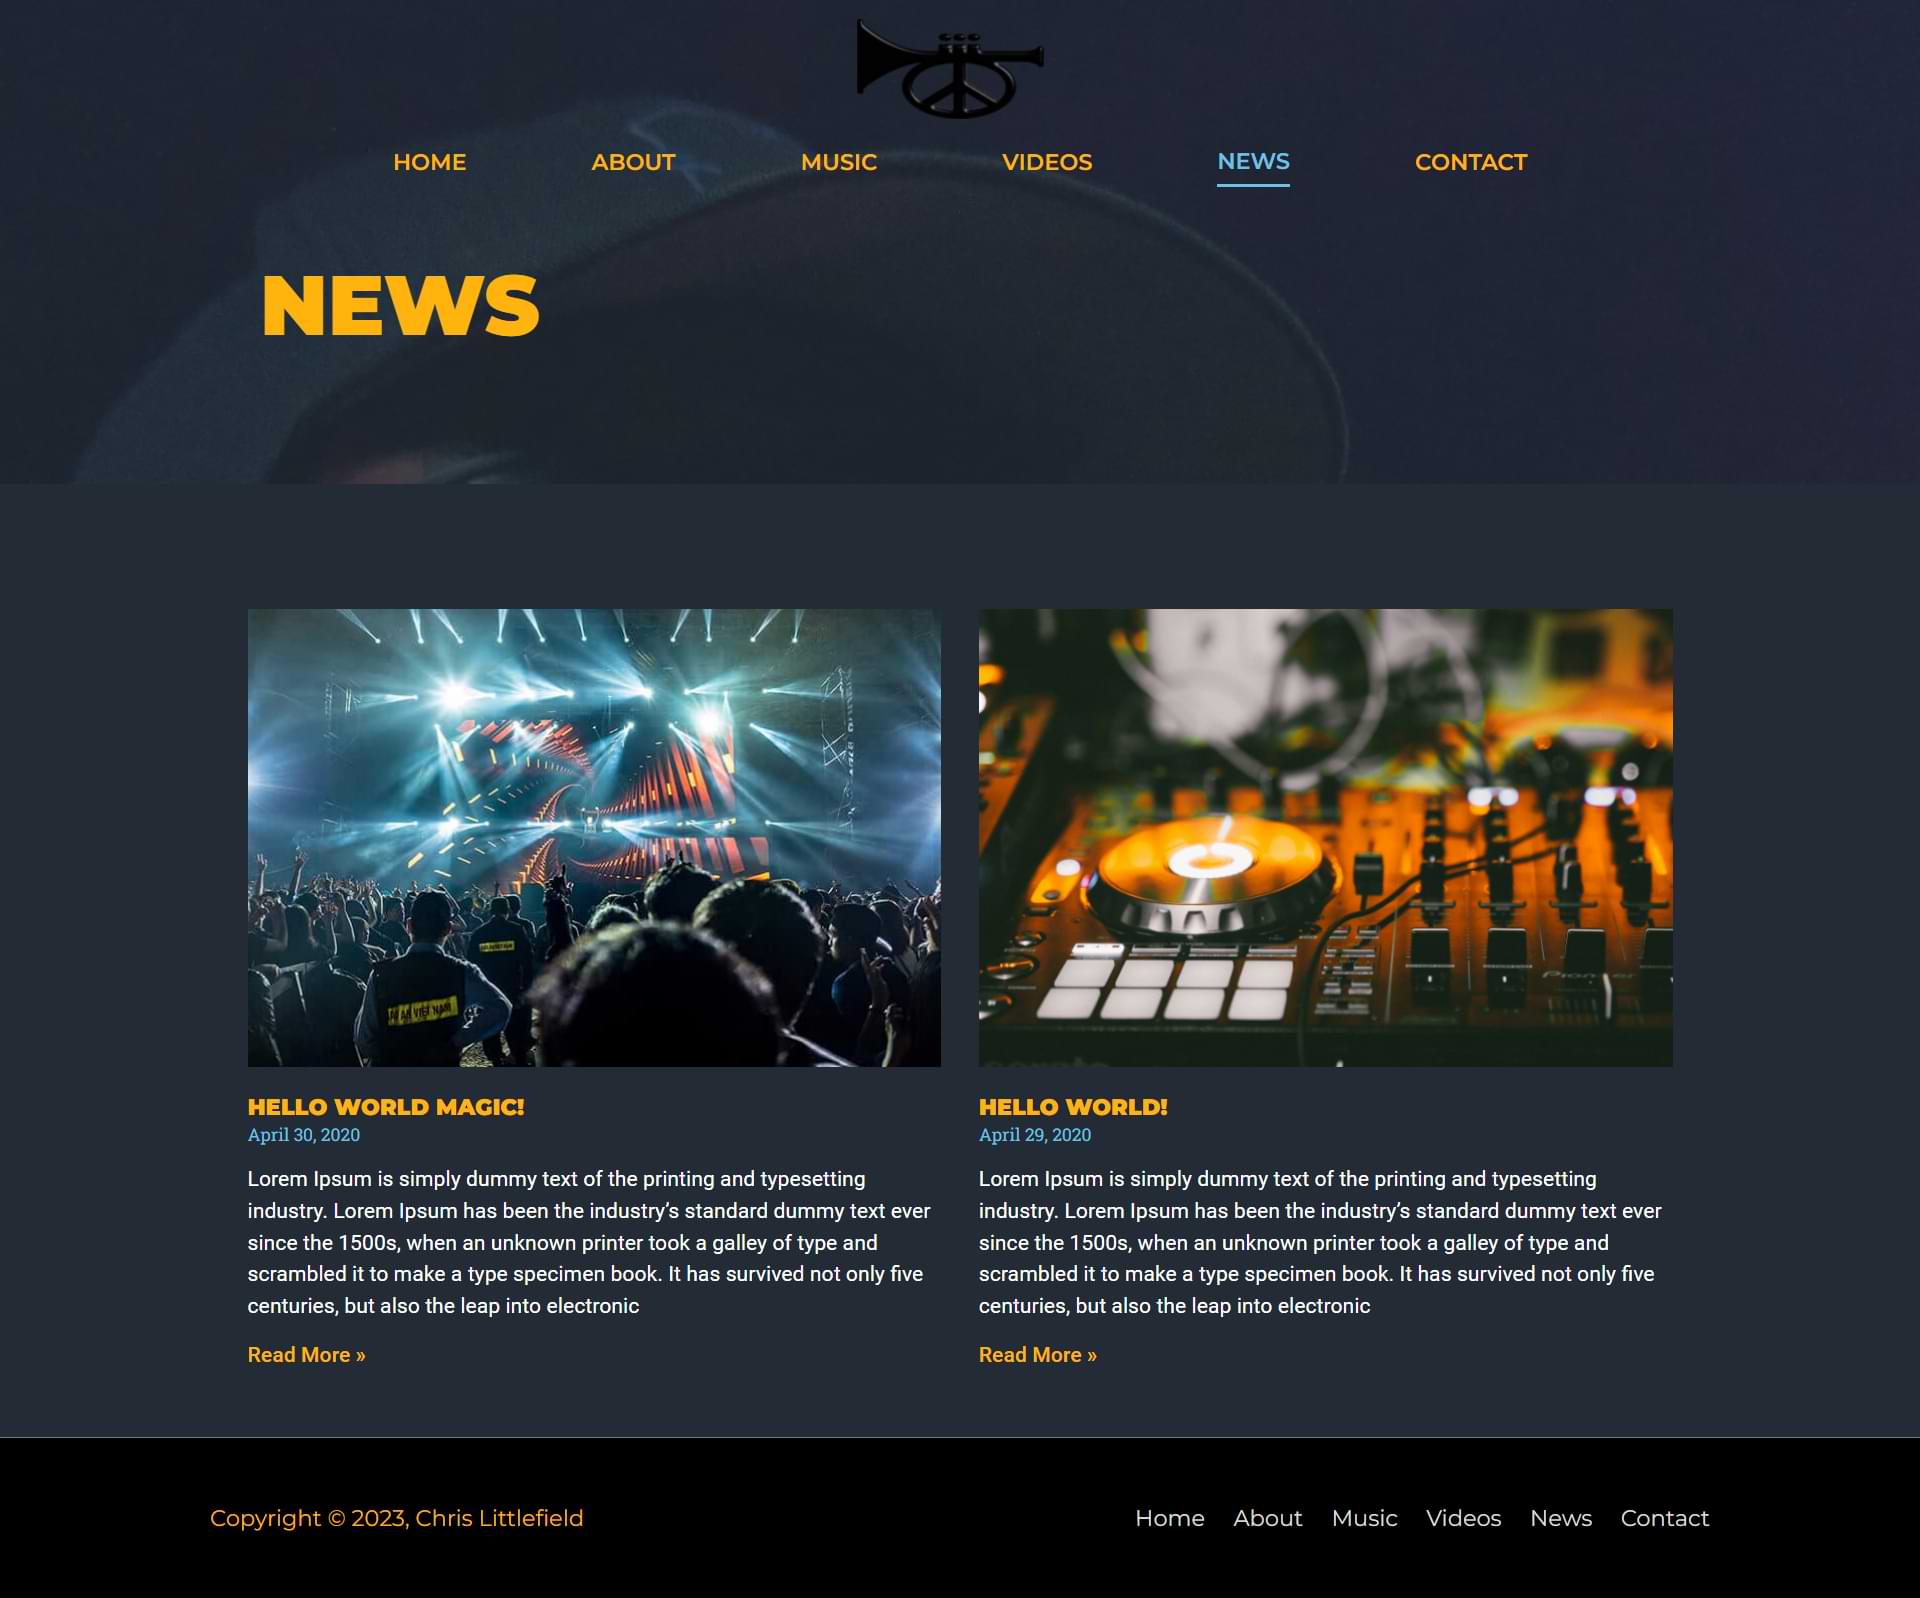 HOME ABOUT MUSIC VIDEOS NEWS CONTACT
NEWS
HELLO WORLD MAGIC!
April 30, 2020
Lorem Ipsum is simply dummy text of the printing and typesetting
industry. Lorem Ipsum has been the industry’s standard dummy text ever
since the 1500s, when an unknown printer took a galley of type and
scrambled it to make a type specimen book. It has survived not only five
centuries, but also the leap into electronic
Read More »
Pioneer
HELLO WORLD!
April 29, 2020
Lorem Ipsum is simply dummy text of the printing and typesetting
industry. Lorem Ipsum has been the industry’s standard dummy text ever
since the 1500s, when an unknown printer took a galley of type and
scrambled it to make a type specimen book. It has survived not only five
centuries, but also the leap into electronic
Read More »
Copyright © 2023, Chris Littlefield
Home About Music Videos News Contact